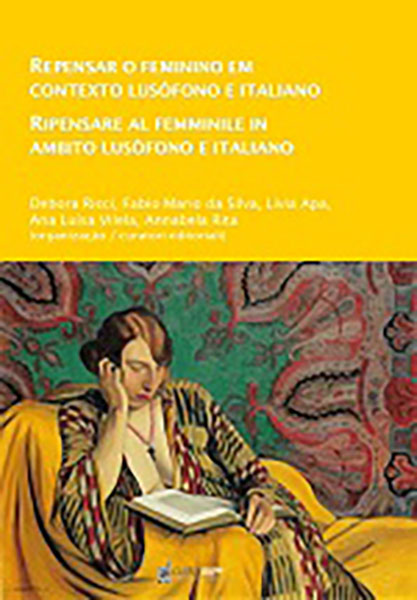 REPENSAR O FEMININO EM
CONTEXTO LUSÓFONO E ITALIANO
RIPENSARE AL FEMMINILE IN
AMBITO LUSOFONO E ITALIANO
Debora Ricci, Fabio Mario da Silva, Livia Apa,
Ana Luísa Vilela, Annabela Rita
(organização / curatori editoriali)